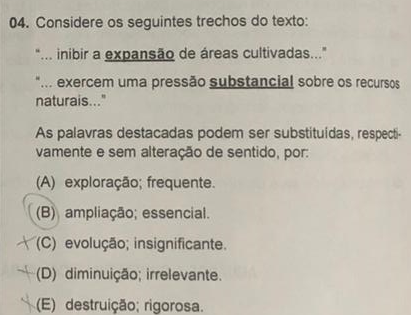 04. Considere os seguintes trechos do texto:
"... inibir a expansão de áreas cultivadas..."
"... exercem uma pressão substancial sobre os recursos
naturais..."
As palavras destacadas podem ser substituídas, respecti-
vamente e sem alteração de sentido, por:
(A) exploração; frequente.
(B) ampliação; essencial.
(C) evolução; insignificante.
(D) diminuição; irrelevante.
(E) destruição; rigorosa.